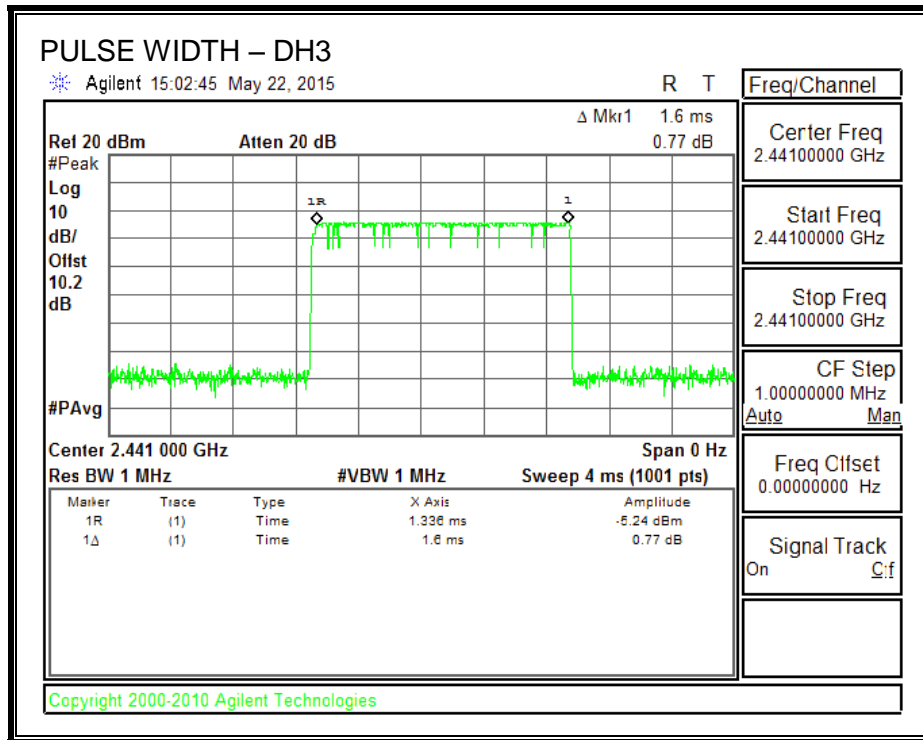 PULSE WIDTH – DH3
Agilent 15:02:45 May 22, 2015 R T
Freq/Channel
Δ Mkr1 1.6 ms
Ref 20 dBm Atten 20 dB 0.77 dB
#Peak
Log
10
dB/
Offst
10.2
dB
#PAvg
1R
1
Center 2.441 000 GHz Span 0 Hz
Res BW 1 MHz #VBW 1 MHz Sweep 4 ms (1001 pts)
Marker Trace Type X Axis Amplitude
1R (1) Time 1.336 ms dBm
1Δ (1) Time 1.6 ms 0.77 dB
Center Freq
2.44100000 GHz
Start Freq
2.44100000 GHz
Stop Freq
2.44100000 GHz
CF Step
1.00000000 MHz
Auto Man
Freq Offset
0.00000000 Hz
Signal Track
On Off
Copyright 2000-2010 Agilent Technologies